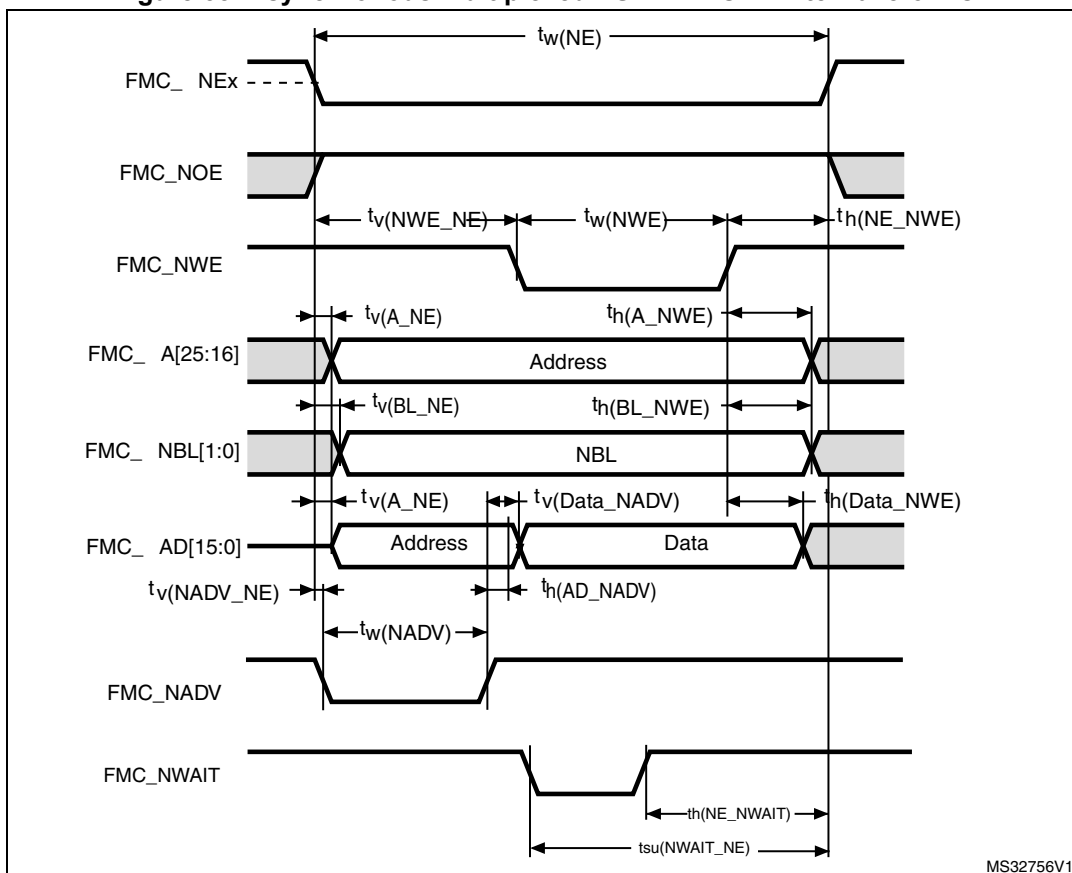 tw(NE)
FMC_ NEx
FMC_NOE
tv(NWE_NE) tw(NWE) th(NE_NWE)
FMC_NWE
tv(A_NE) th(A_NWE)
FMC_ A[25:16] Address
tv(BL_NE) th(BL_NWE)
FMC_ NBL[1:0] NBL
tv(A_NE) tv(Data_NADV) th(Data_NWE)
FMC_ AD[15:0] Address Data
tv(NADV_NE) th(AD_NADV)
tw(NADV)
FMC_NADV
FMC_NWAIT
th(NE_NWAIT)
tsu(NWAIT_NE)
MS32756V1